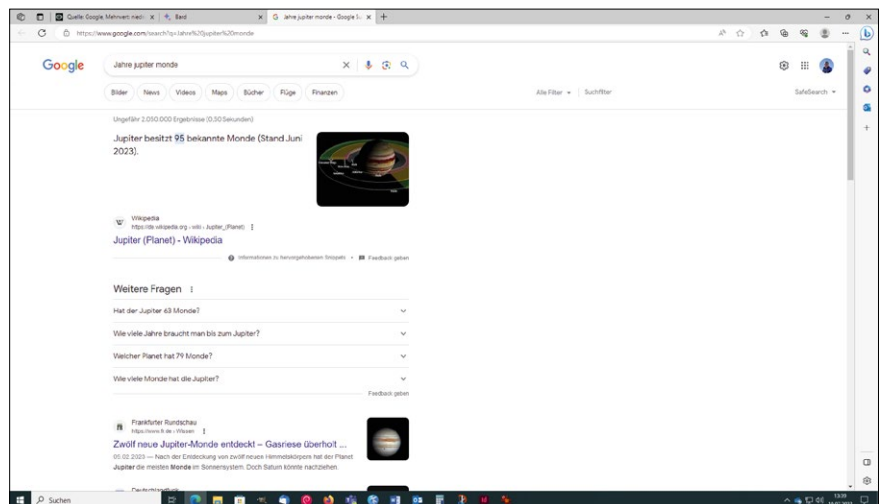 Quelle: Google, Mehrwert: nach
Bard
Jahre jupiter monde - Google Su
https://www.google.com/search?q=Jahre%20jupiter%20monde
Google
Jahre jupiter monde
Bilder
News
Videos
Maps
Bücher
Flüge
Finanzen
Alle Filter
Suchfilter
SafeSearch
Ungefähr 2.050.000 Ergebnisse (0,50 Sekunden)
Jupiter besitzt 95 bekannte Monde (Stand Juni
2023).
Wikipedia
https://de.wikipedia.org › wiki › Jupiter_(Planet)
Jupiter (Planet) - Wikipedia
Informationen zu hervorgehobenen Snippets
Feedback geben
Weitere Fragen
Hat der Jupiter 63 Monde?
Wie viele Jahre braucht man bis zum Jupiter?
Welcher Planet hat 79 Monde?
Wie viele Monde hat die Jupiter?
Feedback geben
Frankfurter Rundschau
https://www.fr.de › Wissen
Zwölf neue Jupiter-Monde entdeckt – Gasriese überholt ...
05.02.2023 — Nach der Entdeckung von zwölf neuen Himmelskörpern hat der Planet
Jupiter die meisten Monde im Sonnensystem. Doch Saturn könnte nachziehen.
Deutschlandfunk
Suchen
13:39